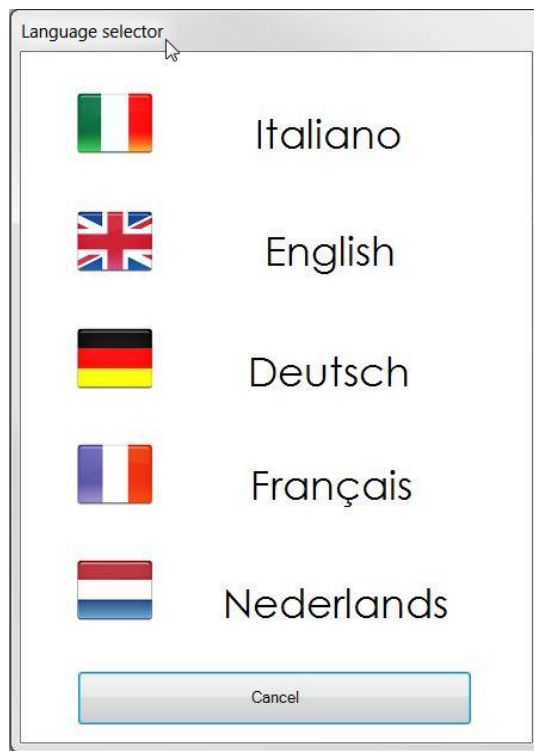 Language selector
Italiano
English
Deutsch
Français
Nederlands
Cancel